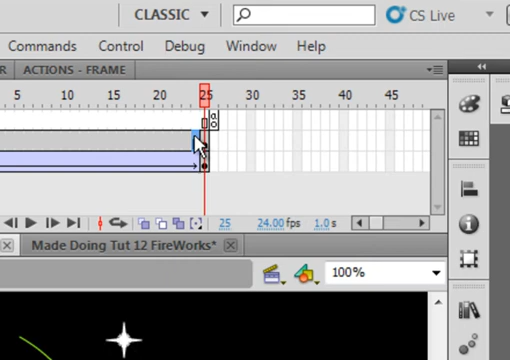 CLASSIC
CS Live
Commands Control Debug Window Help
R ACTIONS - FRAME
5 10 15 20 25 30 35 40 45
25 24.00 fps 1.0 s
Made Doing Tut 12 FireWorks*
100%